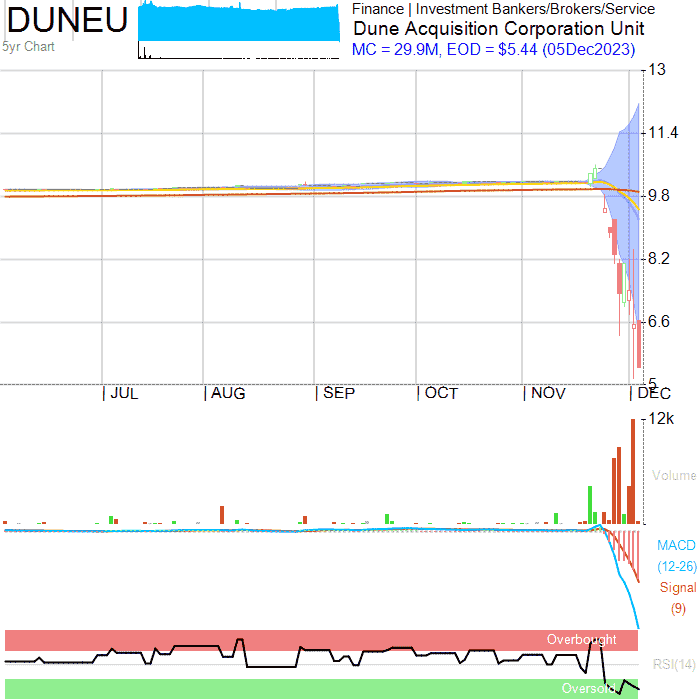 DUNEU
5yr Chart
Finance | Investment Bankers/Brokers/Service
Dune Acquisition Corporation Unit
MC = 29.9M, EOD = $5.44 (05Dec2023)
13
11.4
9.8
8.2
6.6
5
| JUL | AUG | SEP | OCT | NOV | DEC
12k
Volume
MACD
(12-26)
Signal
(9)
Overbought
RSI(14)
Oversold